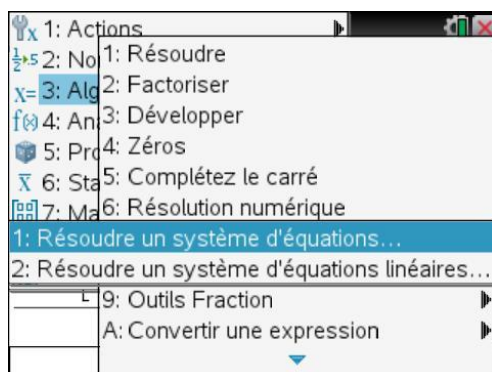 1: Actions
2: No
3: Alg
4: An
5: Pro
6: Sta
7: Ma
1: Résoudre
2: Factoriser
3: Développer
4: Zéros
5: Complétez le carré
6: Résolution numérique
1: Résoudre un système d'équations...
2: Résoudre un système d'équations linéaires...
9: Outils Fraction
A: Convertir une expression